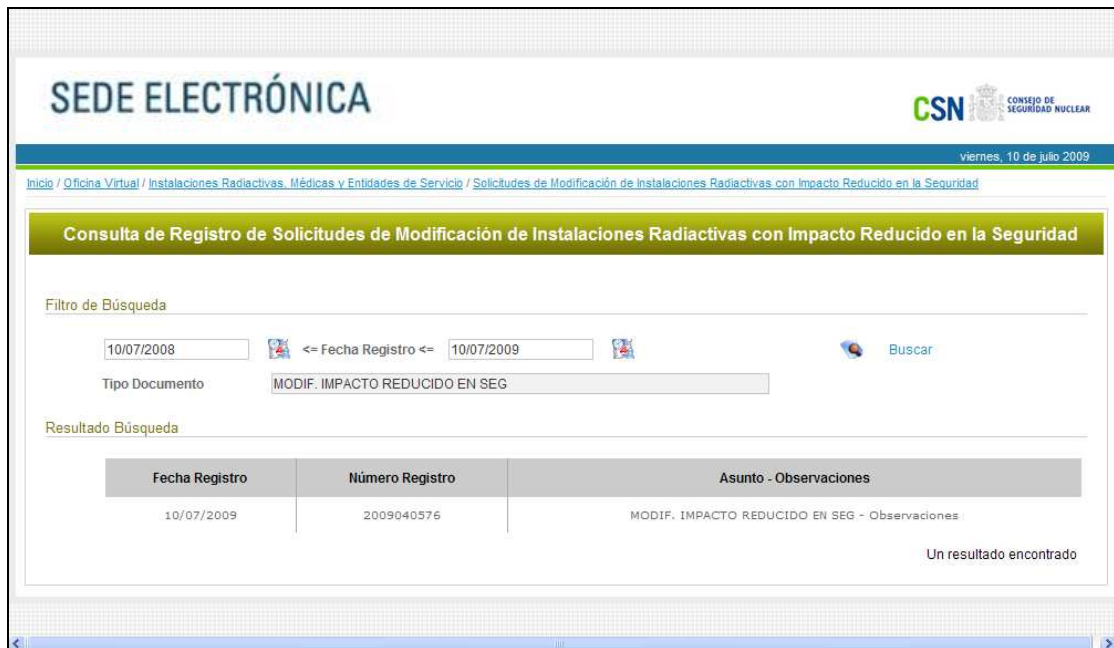 SEDE ELECTRÓNICA
CSN CONSEJO DE
SEGURIDAD NUCLEAR
viernes, 10 de julio 2009
Inicio / Oficina Virtual / Instalaciones Radiactivas, Médicas y Entidades de Servicio / Solicitudes de Modificación de Instalaciones Radiactivas con Impacto Reducido en la Seguridad
Consulta de Registro de Solicitudes de Modificación de Instalaciones Radiactivas con Impacto Reducido en la Seguridad
Filtro de Búsqueda
10/07/2008 <= Fecha Registro <= 10/07/2009 Buscar
Tipo Documento MODIF. IMPACTO REDUCIDO EN SEG
Resultado Búsqueda
Fecha Registro Número Registro Asunto - Observaciones
10/07/2009 2009040576 MODIF. IMPACTO REDUCIDO EN SEG - Observaciones
Un resultado encontrado